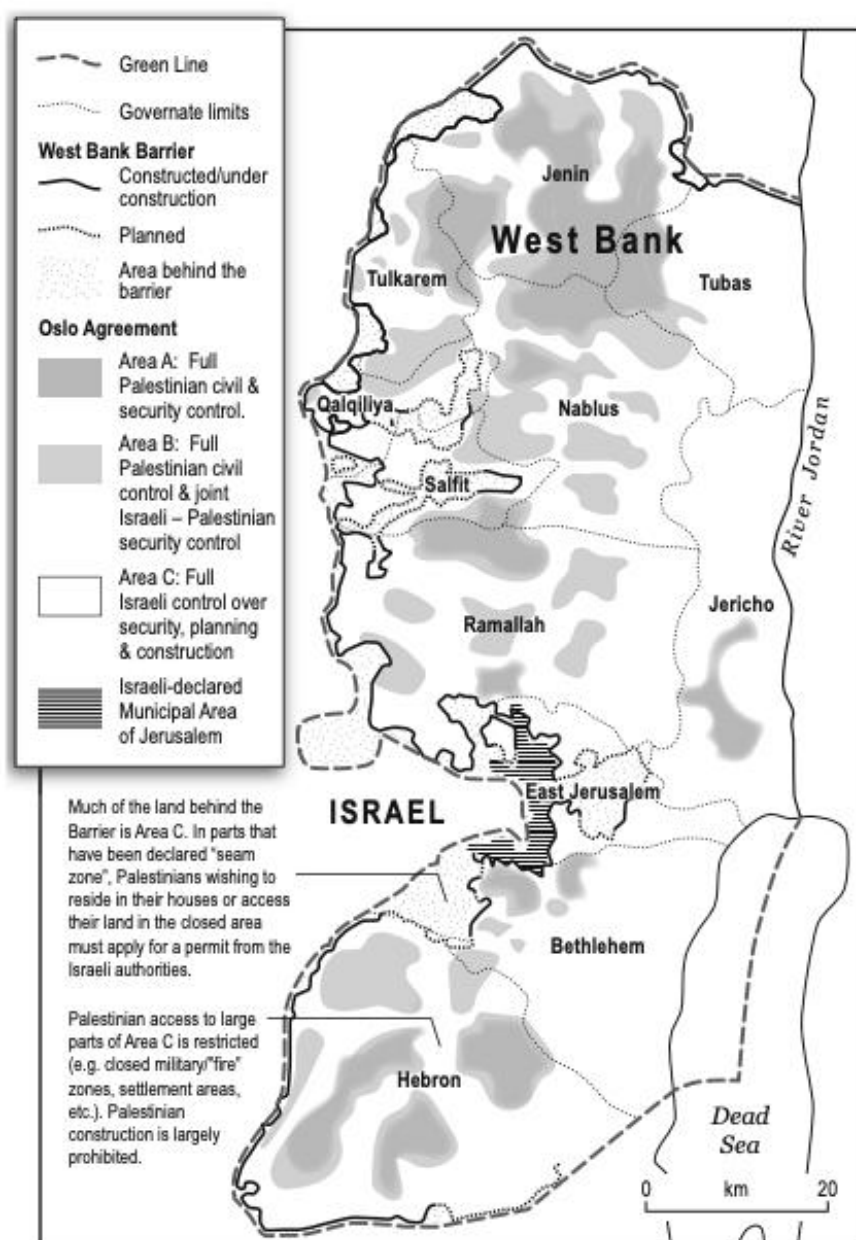 Green Line
Governate limits
West Bank Barrier
Constructed/under
construction
Planned
Area behind the
barrier
Oslo Agreement
Area A: Full
Palestinian civil &
security control.
Area B: Full
Palestinian civil
control & joint
Israeli – Palestinian
security control
Area C: Full
Israeli control over
security, planning
& construction
Israeli-declared
Municipal Area
of Jerusalem
Much of the land behind the
Barrier is Area C. In parts that
have been declared "seam
zone", Palestinians wishing to
reside in their houses or access
their land in the closed area
must apply for a permit from the
Israeli authorities.
Palestinian access to large
parts of Area C is restricted
(e.g. closed military/"fire"
zones, settlement areas,
etc.). Palestinian
construction is largely
prohibited.
Jenin
West Bank
Tulkarem
Tubas
Qalqiliya
Nablus
Salfit
River Jordan
Jericho
Ramallah
East Jerusalem
ISRAEL
Bethlehem
Hebron
Dead
Sea
0 km 20